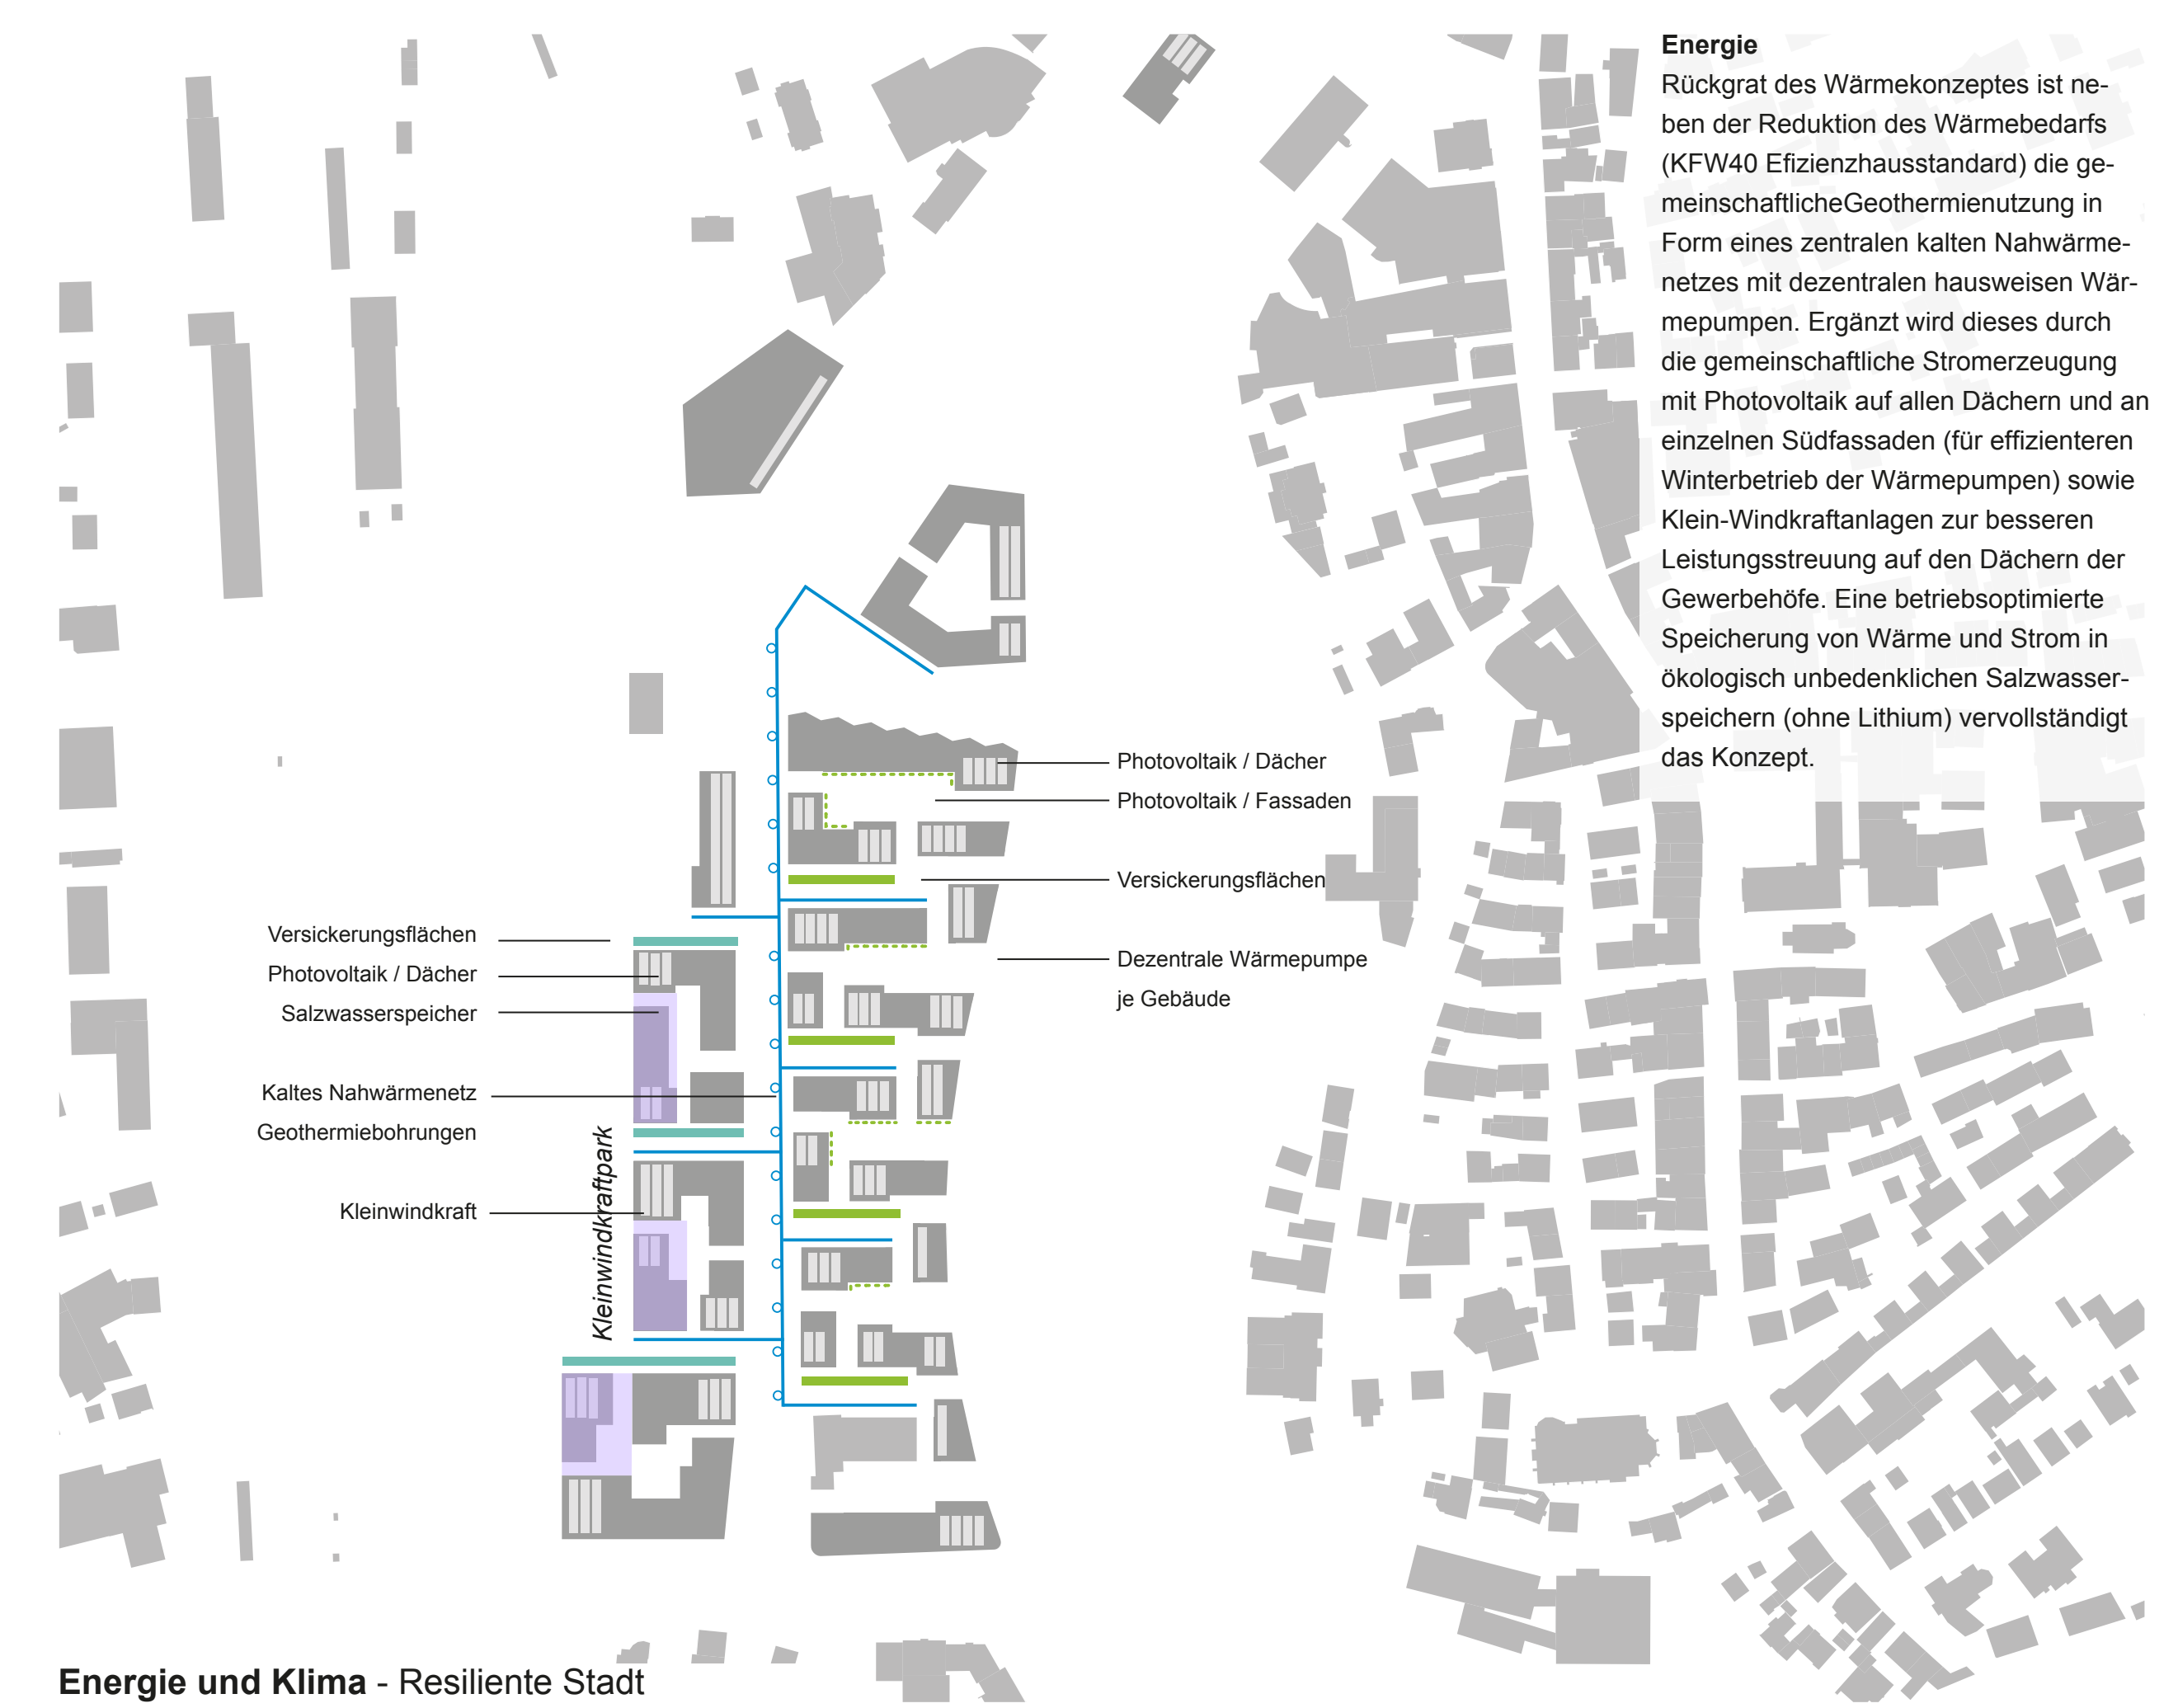 Energie
Rückgrat des Wärmekonzeptes ist ne-
ben der Reduktion des Wärmebedarfs
(KFW40 Efizienzhausstandard) die ge-
meinschaftlicheGeothermienutzung in
Form eines zentralen kalten Nahwärme-
netzes mit dezentralen hausweisen Wär-
mepumpen. Ergänzt wird dieses durch
die gemeinschaftliche Stromerzeugung
mit Photovoltaik auf allen Dächern und an
einzelnen Südfassaden (für effizienteren
Winterbetrieb der Wärmepumpen) sowie
Klein-Windkraftanlagen zur besseren
Leistungsstreuung auf den Dächern der
Gewerbehöfe. Eine betriebsoptimierte
Speicherung von Wärme und Strom in
ökologisch unbedenklichen Salzwasser-
speichern (ohne Lithium) vervollständigt
das Konzept.
Photovoltaik / Dächer
Photovoltaik / Fassaden
Versickerungsflächen
Dezentrale Wärmepumpe
je Gebäude
Versickerungsflächen
Photovoltaik / Dächer
Salzwasserspeicher
Kaltes Nahwärmenetz
Geothermiebohrungen
Kleinwindkraft
Kleinwindkraftpark
Energie und Klima - Resiliente Stadt